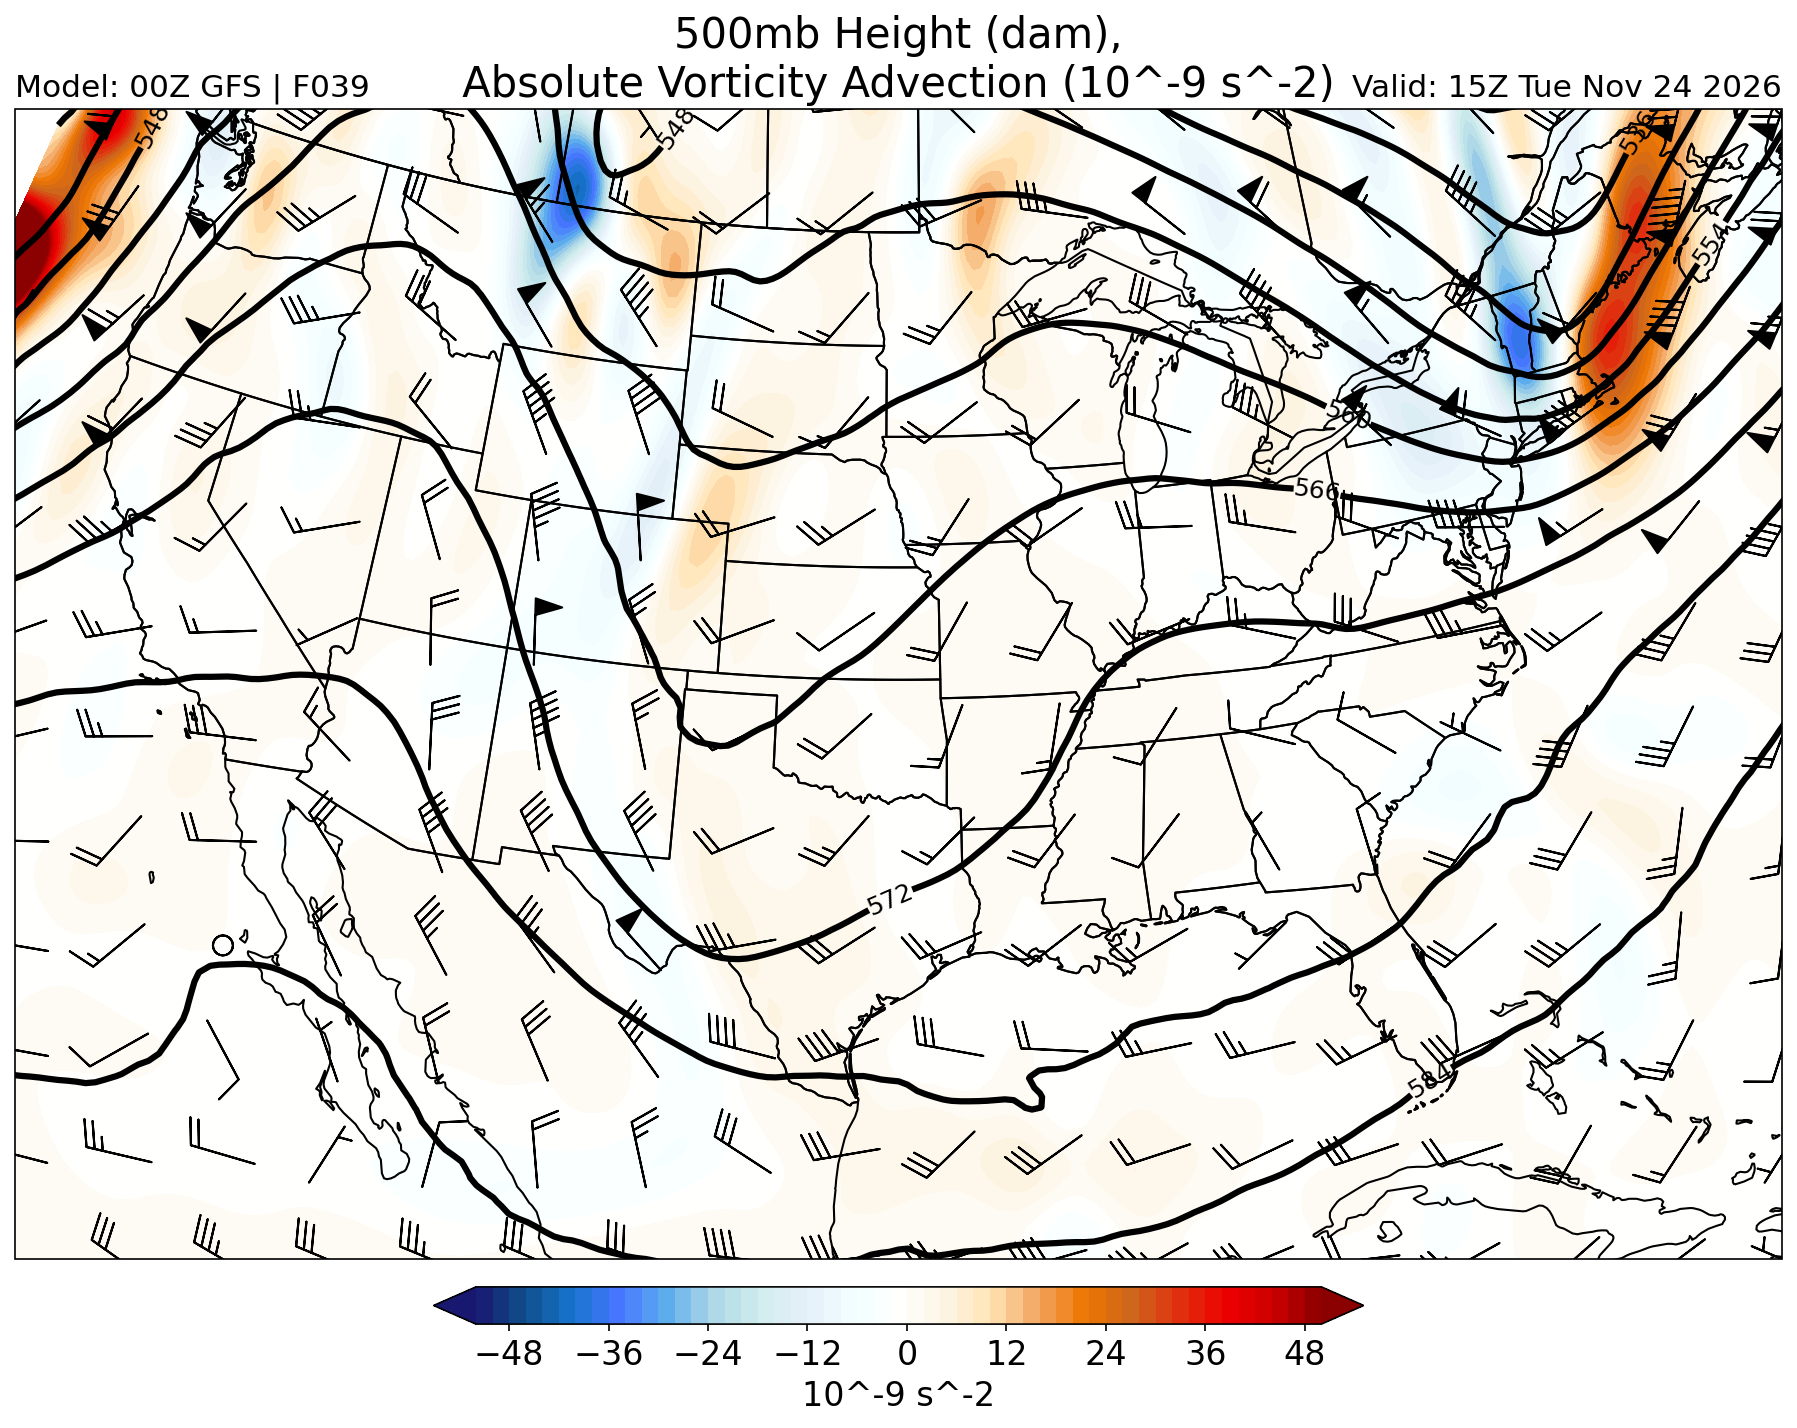 500mb Height (dam),
Model: 00Z GFS | F039
Absolute Vorticity Advection (10^-9 s^-2)
Valid: 15Z Tue Nov 24 2026
548
548
554
560
566
572
584
−48 −36 −24 −12 0 12 24 36 48
10^-9 s^-2